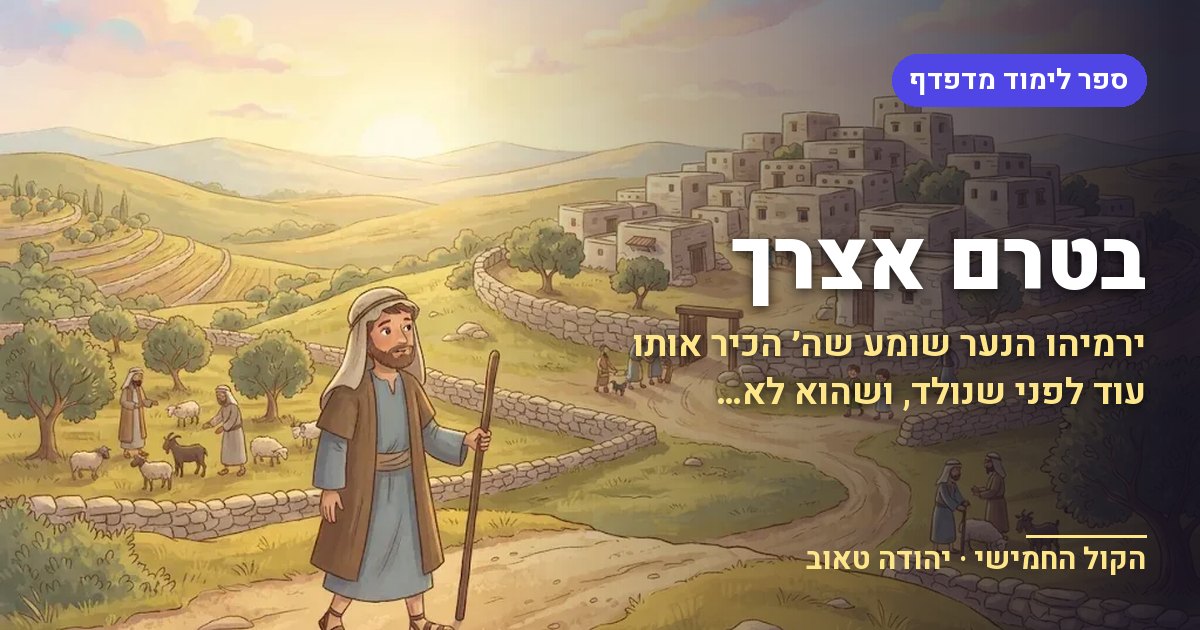 ספר לימוד מדפדף
בטרם אצרך
ירמיהו הנער שומע שה׳ הכיר אותו
עוד לפני שנולד, ושהוא לא...
הקול החמישי · יהודה טאוב